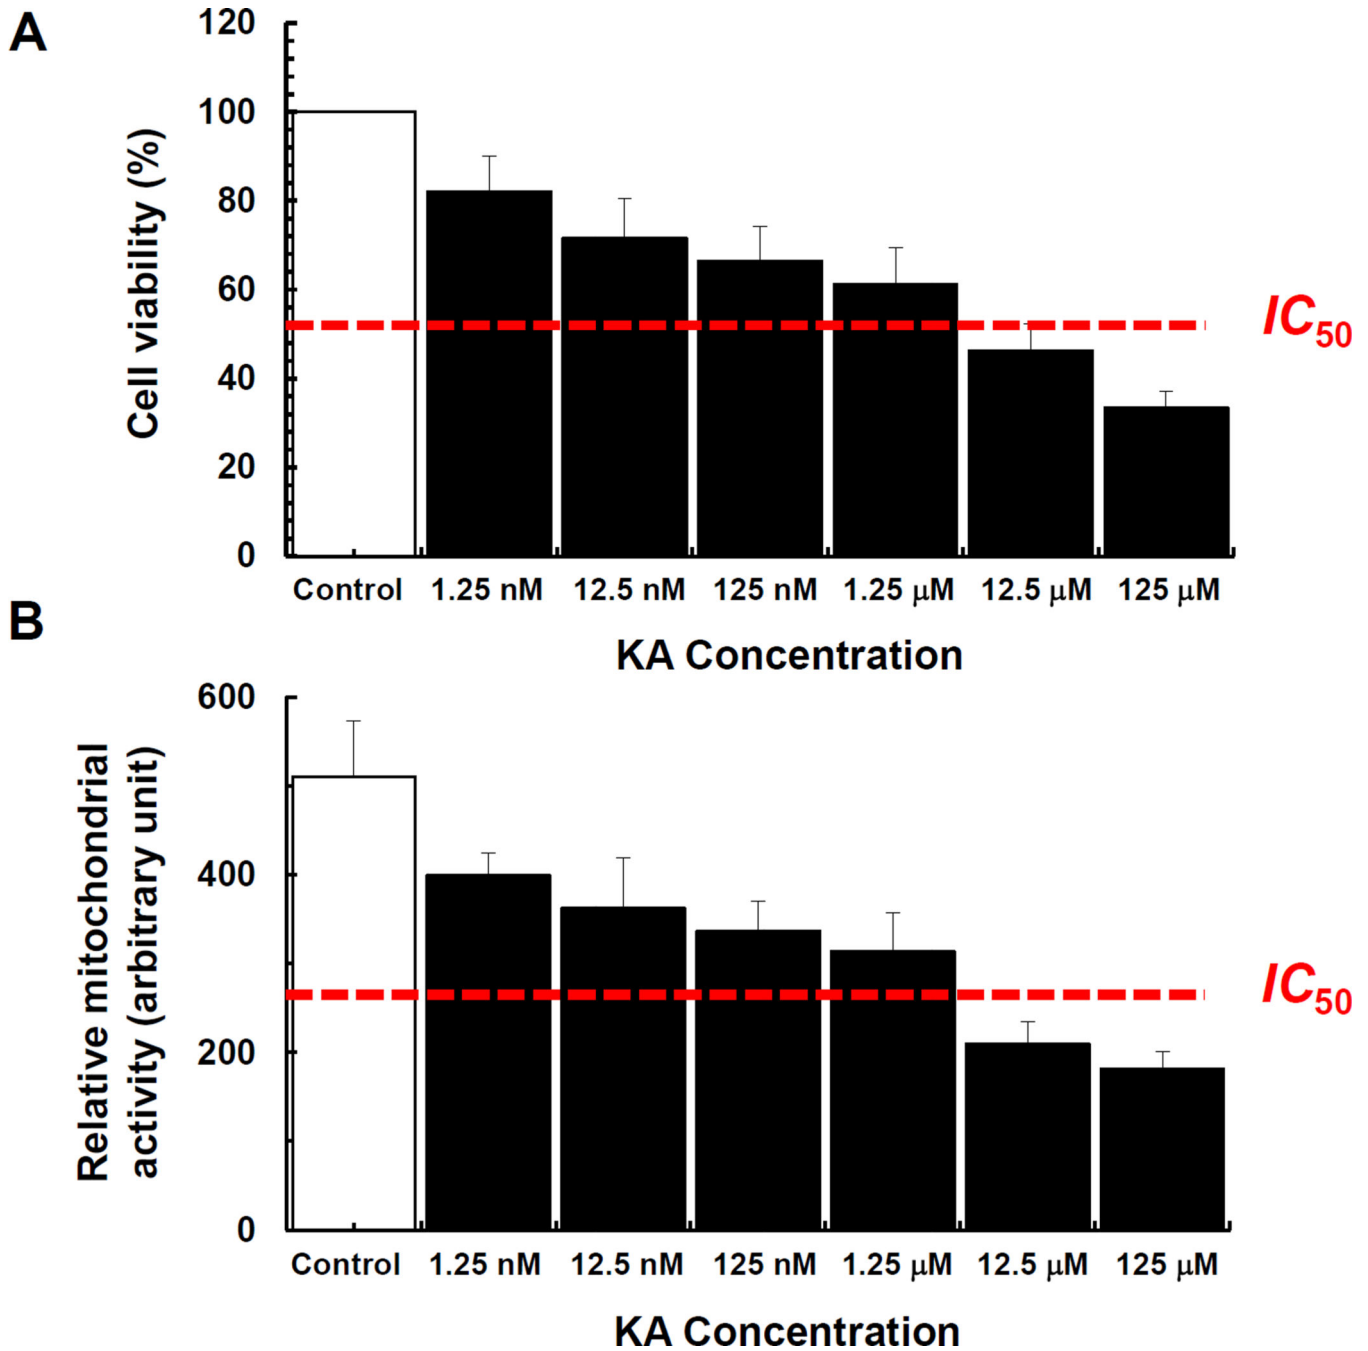 A
120
100
80
60
40
20
0
Cell viability (%)
IC50
Control 1.25 nM 12.5 nM 125 nM 1.25 μM 12.5 μM 125 μM
KA Concentration
B
600
400
200
0
Relative mitochondrial
activity (arbitrary unit)
IC50
Control 1.25 nM 12.5 nM 125 nM 1.25 μM 12.5 μM 125 μM
KA Concentration